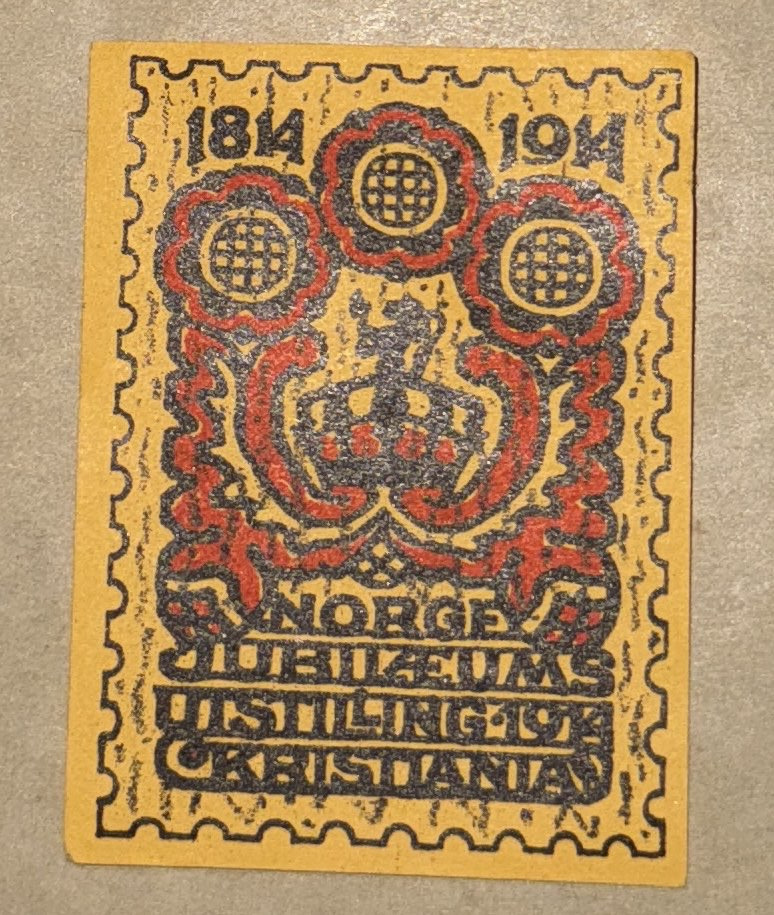 1814 1914
NORGE
JUBILÆUMS
UTSTILLING·1914
KRISTIANIA